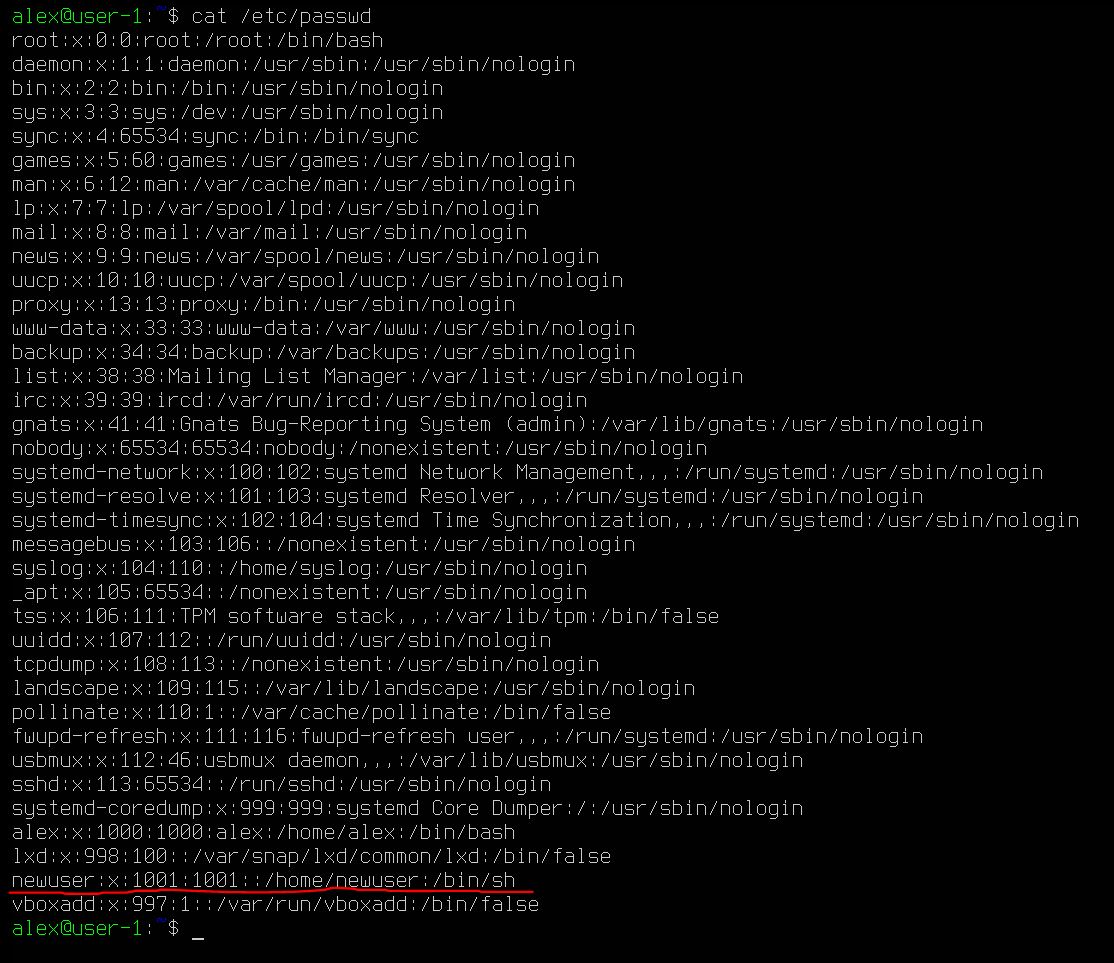 alex@user-1:~$ cat /etc/passwd
root:x:0:0:root:/root:/bin/bash
daemon:x:1:1:daemon:/usr/sbin:/usr/sbin/nologin
bin:x:2:2:bin:/bin:/usr/sbin/nologin
sys:x:3:3:sys:/dev:/usr/sbin/nologin
sync:x:4:65534:sync:/bin:/bin/sync
games:x:5:60:games:/usr/games:/usr/sbin/nologin
man:x:6:12:man:/var/cache/man:/usr/sbin/nologin
lp:x:7:7:lp:/var/spool/lpd:/usr/sbin/nologin
mail:x:8:8:mail:/var/mail:/usr/sbin/nologin
news:x:9:9:news:/var/spool/news:/usr/sbin/nologin
uucp:x:10:10:uucp:/var/spool/uucp:/usr/sbin/nologin
proxy:x:13:13:proxy:/bin:/usr/sbin/nologin
www-data:x:33:33:www-data:/var/www:/usr/sbin/nologin
backup:x:34:34:backup:/var/backups:/usr/sbin/nologin
list:x:38:38:Mailing List Manager:/var/list:/usr/sbin/nologin
irc:x:39:39:ircd:/var/run/ircd:/usr/sbin/nologin
gnats:x:41:41:Gnats Bug-Reporting System (admin):/var/lib/gnats:/usr/sbin/nologin
nobody:x:65534:65534:nobody:/nonexistent:/usr/sbin/nologin
systemd-network:x:100:102:systemd Network Management,,,:/run/systemd:/usr/sbin/nologin
systemd-resolve:x:101:103:systemd Resolver,,,:/run/systemd:/usr/sbin/nologin
systemd-timesync:x:102:104:systemd Time Synchronization,,,:/run/systemd:/usr/sbin/nologin
messagebus:x:103:106::/nonexistent:/usr/sbin/nologin
syslog:x:104:110::/home/syslog:/usr/sbin/nologin
_apt:x:105:65534::/nonexistent:/usr/sbin/nologin
tss:x:106:111:TPM software stack,,,:/var/lib/tpm:/bin/false
uuidd:x:107:112::/run/uuidd:/usr/sbin/nologin
tcpdump:x:108:113::/nonexistent:/usr/sbin/nologin
landscape:x:109:115::/var/lib/landscape:/usr/sbin/nologin
pollinate:x:110:1::/var/cache/pollinate:/bin/false
fwupd-refresh:x:111:116:fwupd-refresh user,,,:/run/systemd:/usr/sbin/nologin
usbmux:x:112:46:usbmux daemon,,,:/var/lib/usbmux:/usr/sbin/nologin
sshd:x:113:65534::/run/sshd:/usr/sbin/nologin
systemd-coredump:x:999:999:systemd Core Dumper:/:/usr/sbin/nologin
alex:x:1000:1000:alex:/home/alex:/bin/bash
lxd:x:998:100::/var/snap/lxd/common/lxd:/bin/false
newuser:x:1001:1001::/home/newuser:/bin/sh
vboxadd:x:997:1::/var/run/vboxadd:/bin/false
alex@user-1:~$ _